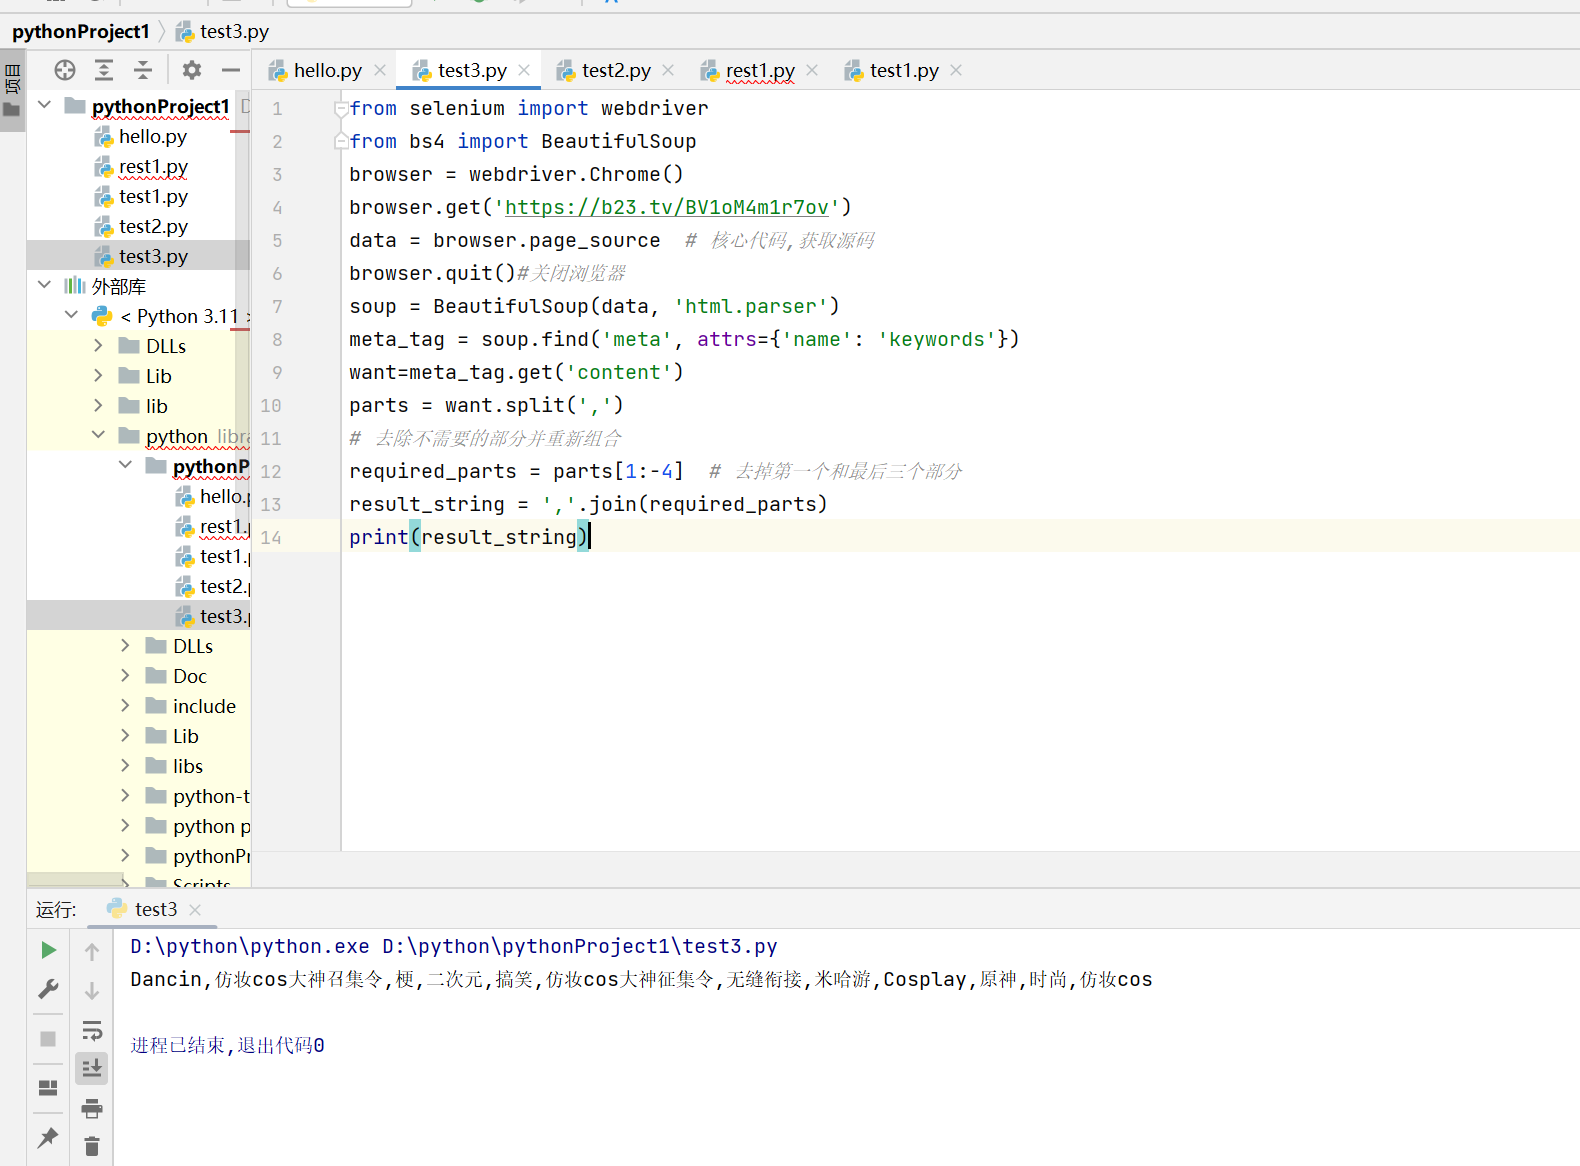 pythonProject1 test3.py
项目
hello.py test3.py test2.py rest1.py test1.py
pythonProject1
hello.py
rest1.py
test1.py
test2.py
test3.py
外部库
< Python 3.11 >
DLLs
Lib
lib
python libra
pythonP
hello.p
rest1.p
test1.p
test2.p
test3.p
DLLs
Doc
include
Lib
libs
python-t
python p
pythonPr
Scripts
1 from selenium import webdriver
2 from bs4 import BeautifulSoup
3 browser = webdriver.Chrome()
4 browser.get('https://b23.tv/BV1oM4m1r7ov')
5 data = browser.page_source  # 核心代码,获取源码
6 browser.quit()#关闭浏览器
7 soup = BeautifulSoup(data, 'html.parser')
8 meta_tag = soup.find('meta', attrs={'name': 'keywords'})
9 want=meta_tag.get('content')
10 parts = want.split(',')
11 # 去除不需要的部分并重新组合
12 required_parts = parts[1:-4]  # 去掉第一个和最后三个部分
13 result_string = ','.join(required_parts)
14 print(result_string)
运行: test3
D:\python\python.exe D:\python\pythonProject1\test3.py
Dancin,仿妆cos大神召集令,梗,二次元,搞笑,仿妆cos大神征集令,无缝衔接,米哈游,Cosplay,原神,时尚,仿妆cos
进程已结束,退出代码0